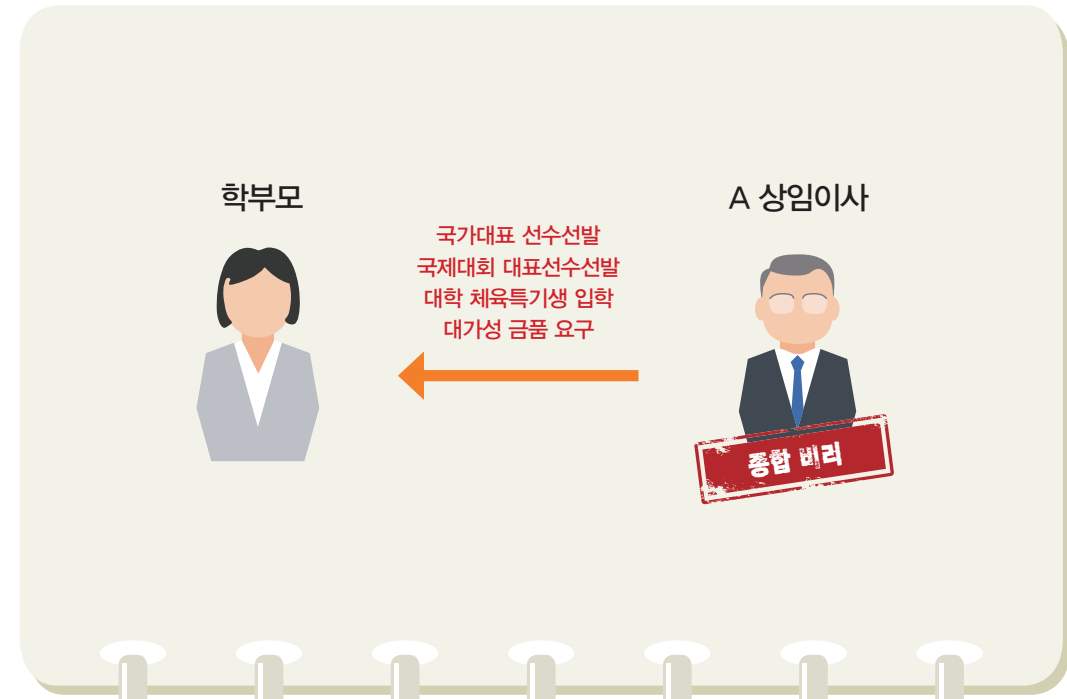 학부모
A 상임이사
국가대표 선수선발
국제대회 대표선수선발
대학 체육특기생 입학
대가성 금품 요구
종합 비리